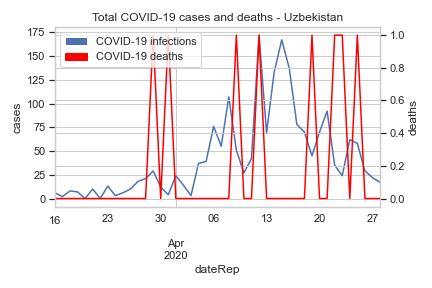 Total COVID-19 cases and deaths - Uzbekistan
COVID-19 infections
COVID-19 deaths
cases
175
150
125
100
75
50
25
0
deaths
1.0
0.8
0.6
0.4
0.2
0.0
16 23 30 06 13 20 27
Apr
2020
dateRep